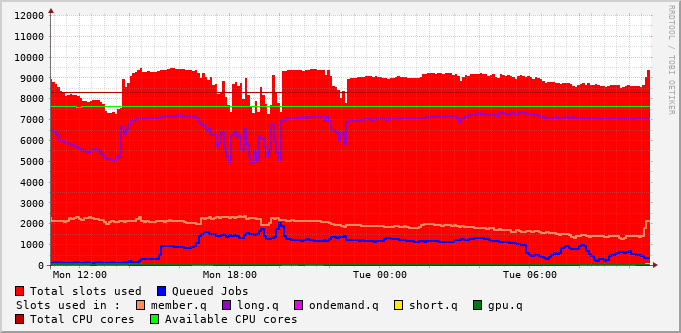 RRDTOOL / TOBI OETIKER
12000
11000
10000
9000
8000
7000
6000
5000
4000
3000
2000
1000
0
Mon 12:00 Mon 18:00 Tue 00:00 Tue 06:00
Total slots used Queued Jobs
Slots used in : member.q long.q ondemand.q short.q gpu.q
Total CPU cores Available CPU cores